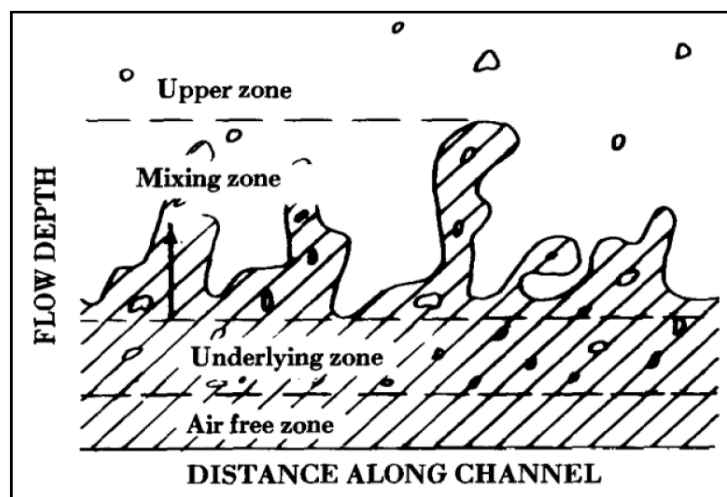 Upper zone
Mixing zone
FLOW DEPTH
Underlying zone
Air free zone
DISTANCE ALONG CHANNEL